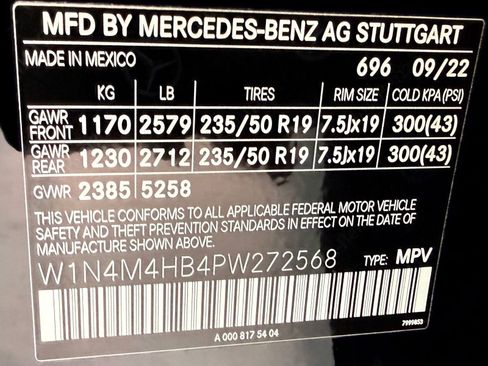 MFD BY MERCEDES-BENZ AG STUTTGART
MADE IN MEXICO 696 09/22
KG LB TIRES RIM SIZE COLD KPA (PSI)
GAWR FRONT 1170 2579 235/50 R19 7.5Jx19 300(43)
GAWR REAR 1230 2712 235/50 R19 7.5Jx19 300(43)
GVWR 2385 5258
THIS VEHICLE CONFORMS TO ALL APPLICABLE FEDERAL MOTOR VEHICLE
SAFETY AND THEFT PREVENTION STANDARDS IN EFFECT ON THE DATE OF
MANUFACTURE SHOWN ABOVE.
W1N4M4HB4PW272568 TYPE: MPV
A 000 817 54 04 7999853